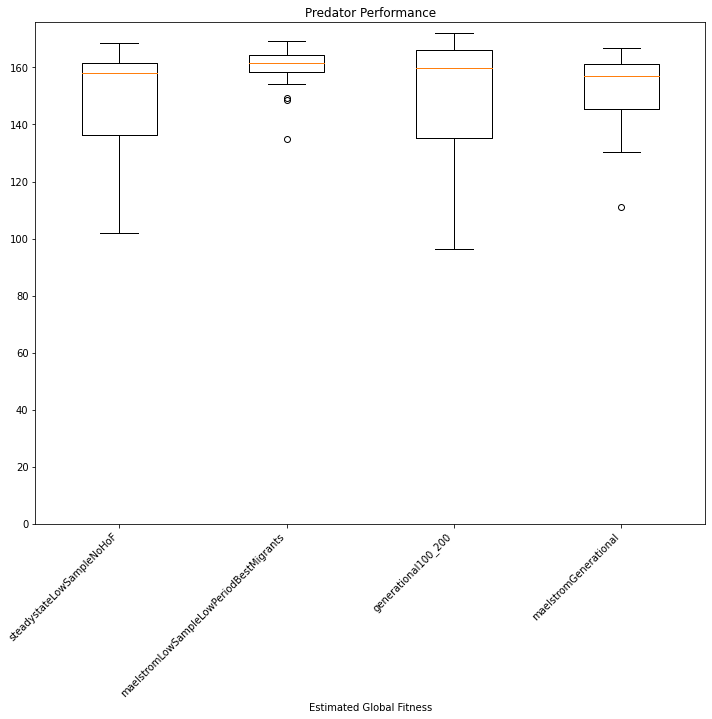 Predator Performance
160
140
120
100
80
60
40
20
0
steadystateLowSampleNoHoF
maelstromLowSampleLowPeriodBestMigrants
generational100_200
maelstromGenerational
Estimated Global Fitness